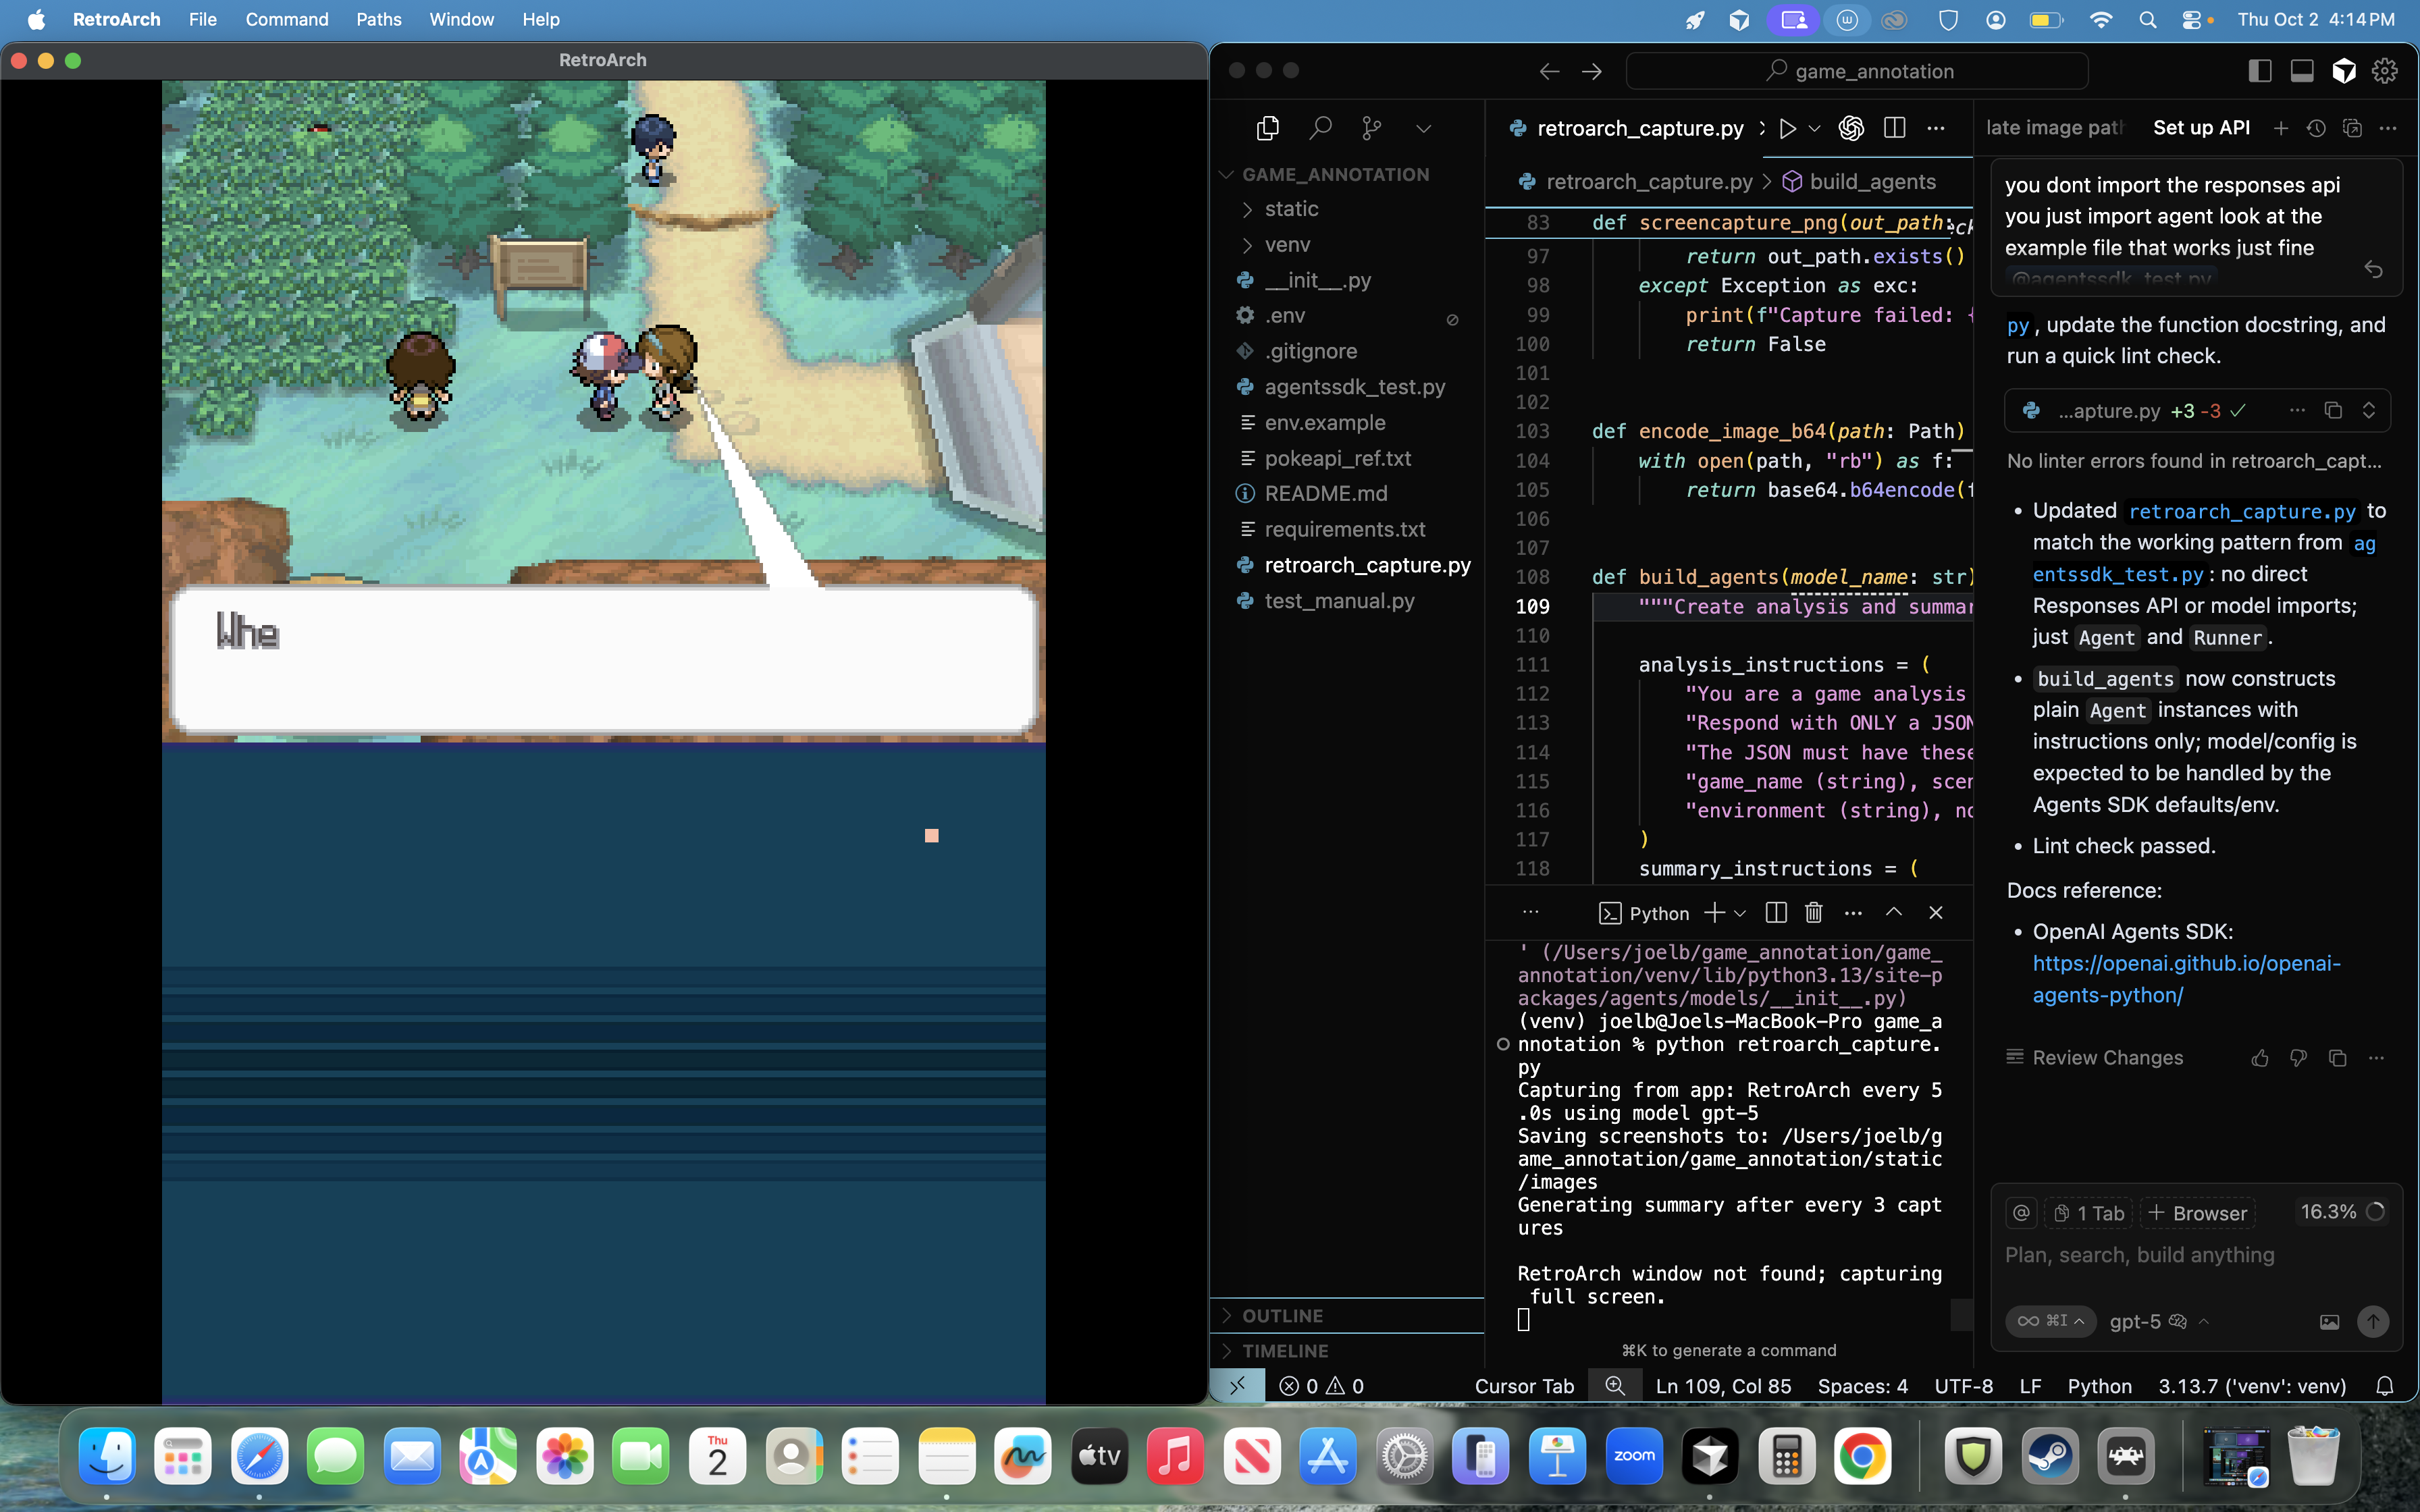 RetroArch File Command Paths Window Help
Thu Oct 2 4:14 PM
RetroArch
Whe
game_annotation
GAME_ANNOTATION
static
venv
__init__.py
.env
.gitignore
agentssdk_test.py
env.example
pokeapi_ref.txt
README.md
requirements.txt
retroarch_capture.py
test_manual.py
OUTLINE
TIMELINE
retroarch_capture.py
retroarch_capture.py > build_agents
83 def screencapture_png(out_path:
97 return out_path.exists()
98 except Exception as exc:
99 print(f"Capture failed: {
100 return False
101
102
103 def encode_image_b64(path: Path)
104 with open(path, "rb") as f:
105 return base64.b64encode(f
106
107
108 def build_agents(model_name: str)
109 """Create analysis and summar
110
111 analysis_instructions = (
112 "You are a game analysis
113 "Respond with ONLY a JSON
114 "The JSON must have these
115 "game_name (string), scen
116 "environment (string), no
117 )
118 summary_instructions = (
Python
' (/Users/joelb/game_annotation/game_
annotation/venv/lib/python3.13/site-p
ackages/agents/models/__init__.py)
(venv) joelb@Joels-MacBook-Pro game_a
nnotation % python retroarch_capture.
py
Capturing from app: RetroArch every 5
.0s using model gpt-5
Saving screenshots to: /Users/joelb/g
ame_annotation/game_annotation/static
/images
Generating summary after every 3 capt
ures
RetroArch window not found; capturing
full screen.
⌘K to generate a command
late image path Set up API
you dont import the responses api
you just import agent look at the
example file that works just fine
@agentssdk_test.py
py, update the function docstring, and
run a quick lint check.
...apture.py +3 -3
No linter errors found in retroarch_capt...
• Updated retroarch_capture.py to
match the working pattern from ag
entssdk_test.py: no direct
Responses API or model imports;
just Agent and Runner.
• build_agents now constructs
plain Agent instances with
instructions only; model/config is
expected to be handled by the
Agents SDK defaults/env.
• Lint check passed.
Docs reference:
• OpenAI Agents SDK:
https://openai.github.io/openai-
agents-python/
Review Changes
@ 1 Tab + Browser 16.3%
Plan, search, build anything
∞ ⌘I gpt-5
0 0 Cursor Tab Ln 109, Col 85 Spaces: 4 UTF-8 LF Python 3.13.7 ('venv': venv)
Thu
2
tv
zoom